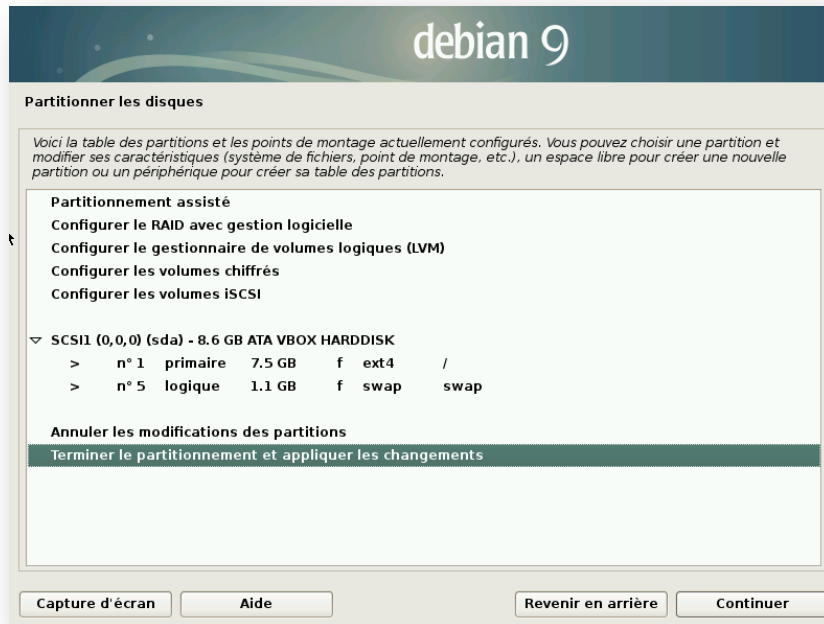 debian 9
Partitionner les disques
Voici la table des partitions et les points de montage actuellement configurés. Vous pouvez choisir une partition et
modifier ses caractéristiques (système de fichiers, point de montage, etc.), un espace libre pour créer une nouvelle
partition ou un périphérique pour créer sa table des partitions.
Partitionnement assisté
Configurer le RAID avec gestion logicielle
Configurer le gestionnaire de volumes logiques (LVM)
Configurer les volumes chiffrés
Configurer les volumes iSCSI
SCSI1 (0,0,0) (sda) - 8.6 GB ATA VBOX HARDDISK
> n° 1 primaire 7.5 GB f ext4 /
> n° 5 logique 1.1 GB f swap swap
Annuler les modifications des partitions
Terminer le partitionnement et appliquer les changements
Capture d'écran Aide Revenir en arrière Continuer